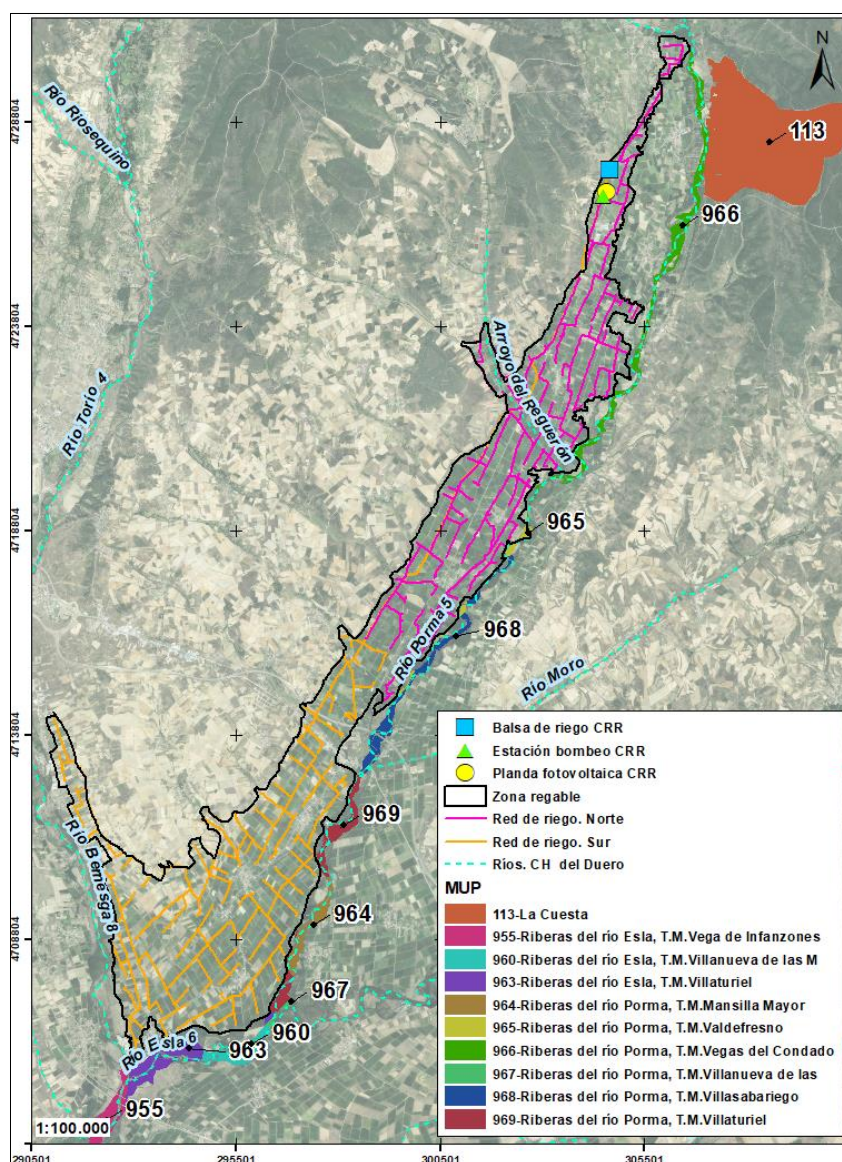 N
4728804
4723804
4718804
4713804
4708804
Río Riosequino
113
966
Río Torío 4
Arroyo del Reguerón
965
Río Porma 5
968
Río Moro
969
Río Bernesga 8
964
967
960
Río Esla 6
963
955
1:100.000
290501
295501
300501
305501
Balsa de riego CRR
Estación bombeo CRR
Planda fotovoltaica CRR
Zona regable
Red de riego. Norte
Red de riego. Sur
Ríos. CH del Duero
MUP
113-La Cuesta
955-Riberas del río Esla, T.M.Vega de Infanzones
960-Riberas del río Esla, T.M.Villanueva de las M
963-Riberas del río Esla, T.M.Villaturiel
964-Riberas del río Porma, T.M.Mansilla Mayor
965-Riberas del río Porma, T.M.Valdefresno
966-Riberas del río Porma, T.M.Vegas del Condado
967-Riberas del río Porma, T.M.Villanueva de las
968-Riberas del río Porma, T.M.Villasabariego
969-Riberas del río Porma, T.M.Villaturiel